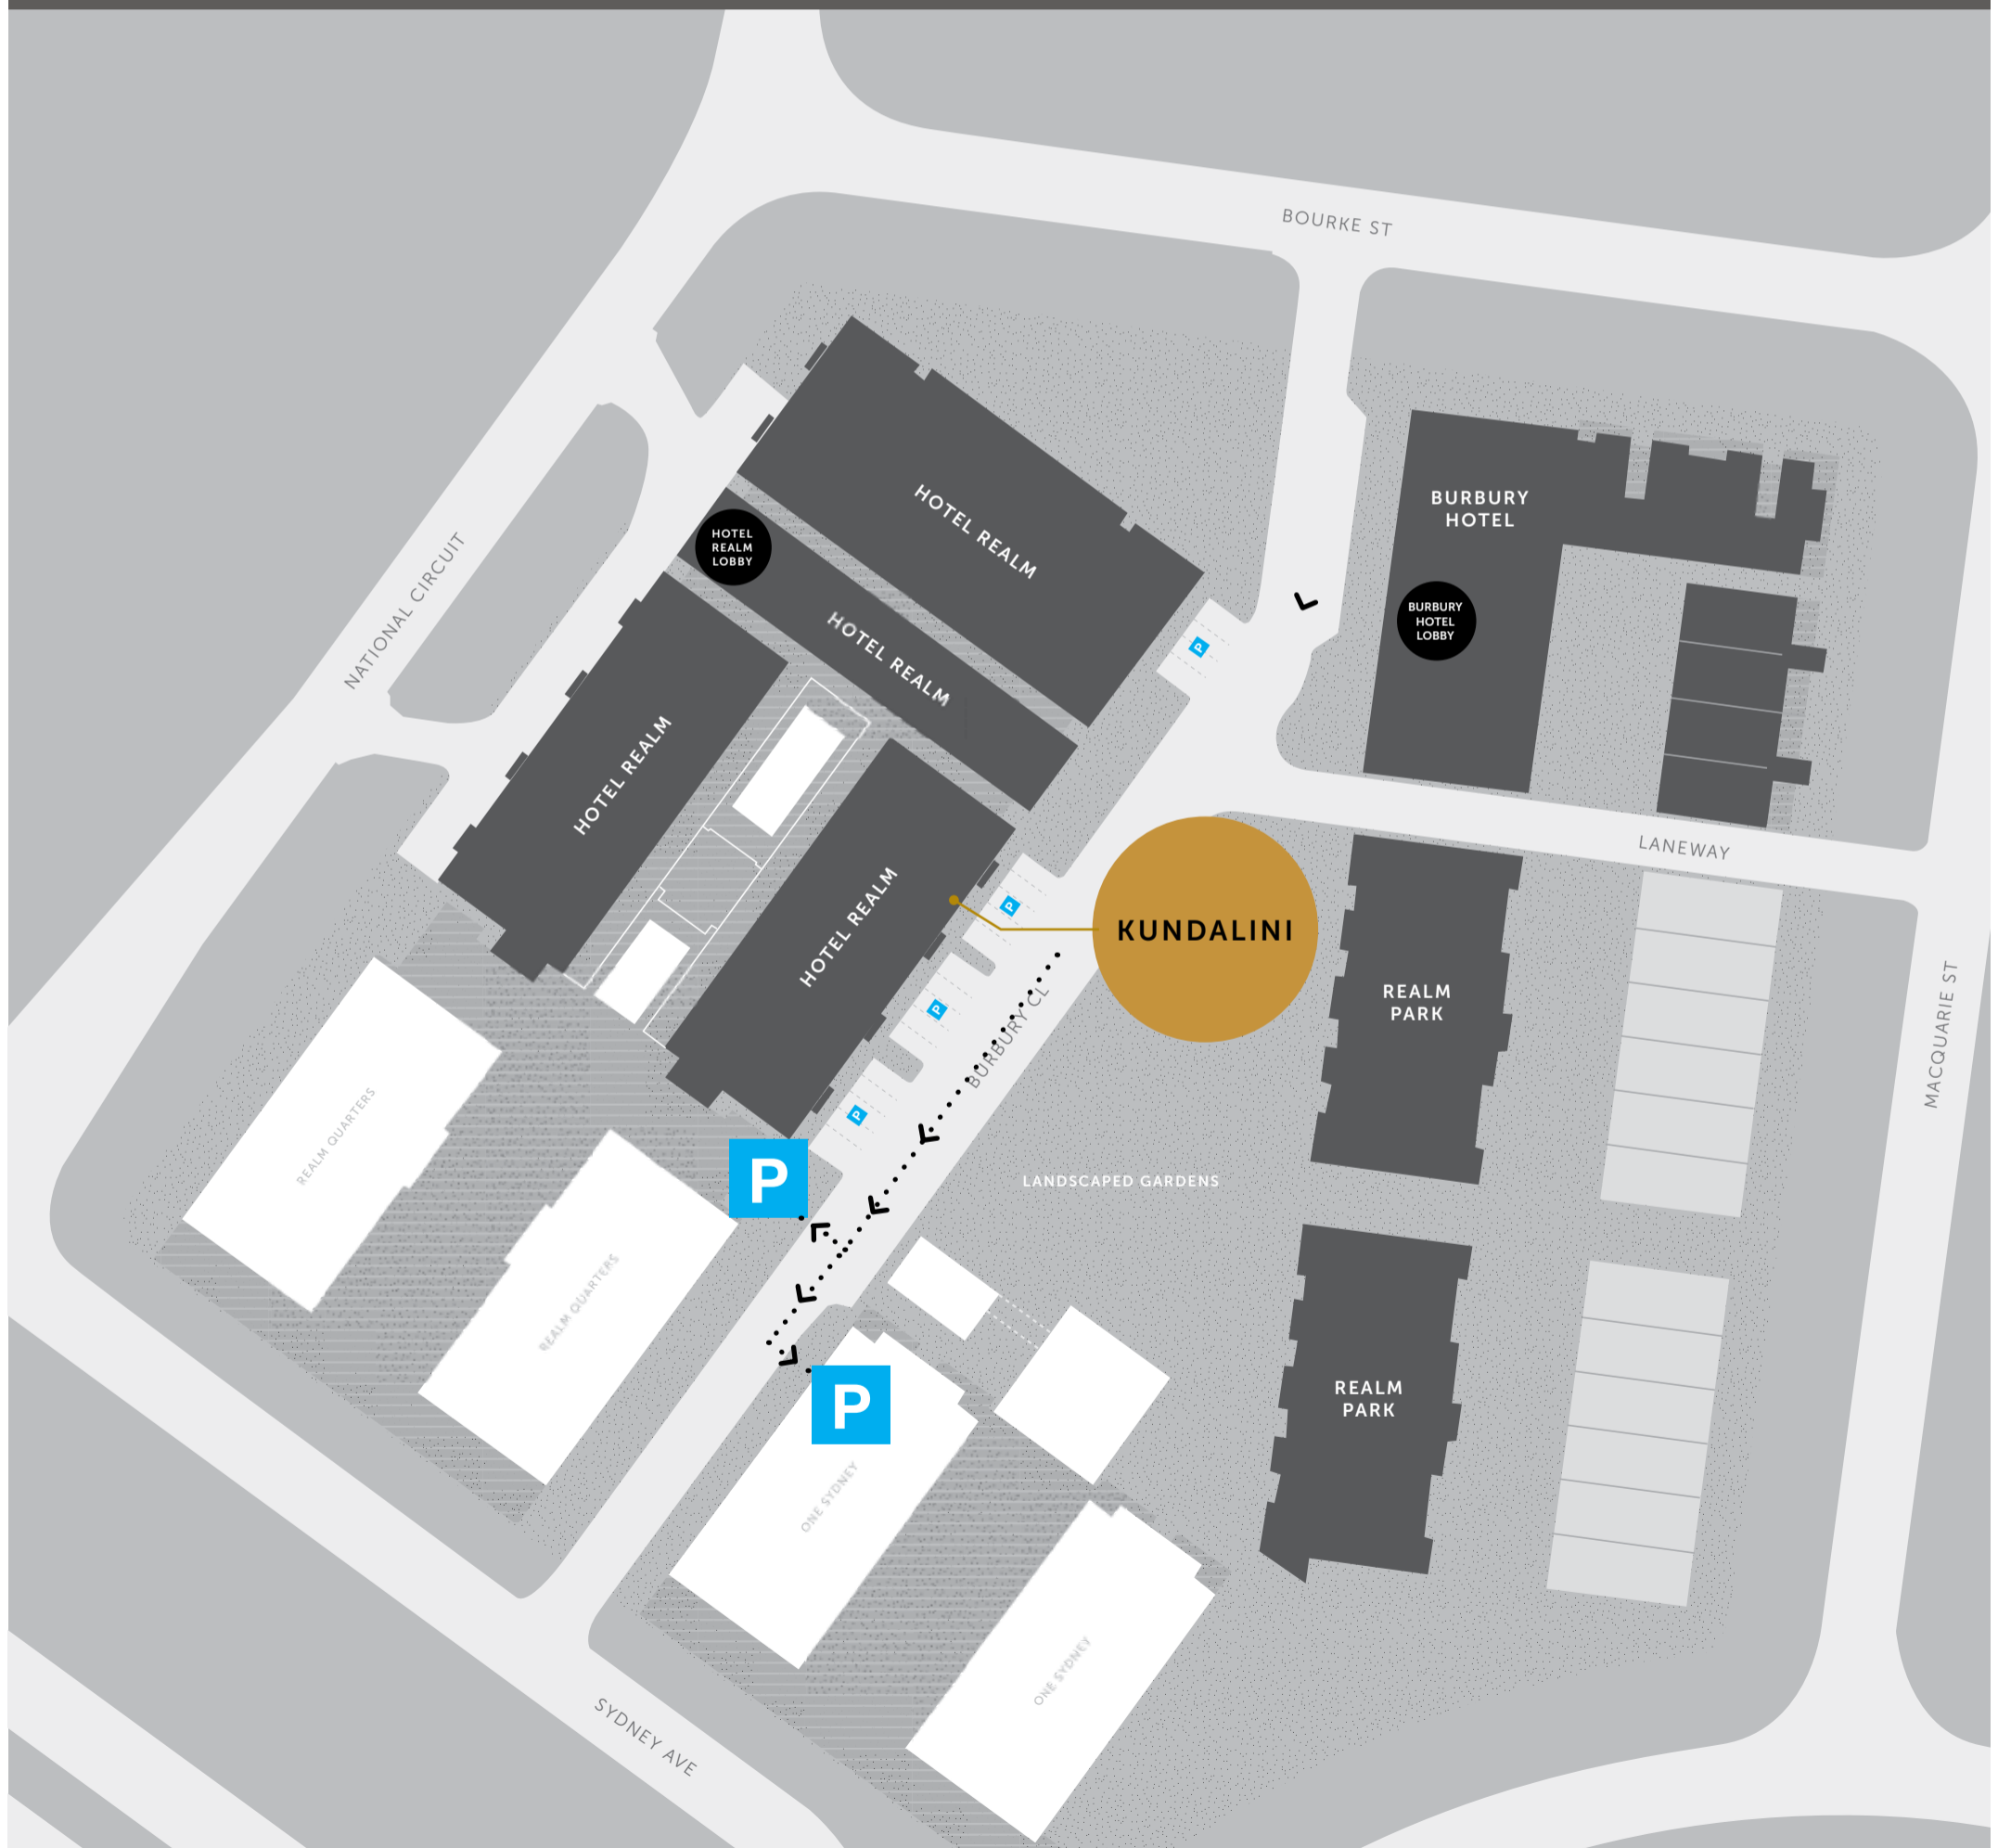 BOURKE ST
HOTEL REALM
BURBURY
HOTEL
HOTEL
REALM
LOBBY
NATIONAL CIRCUIT
BURBURY
HOTEL
LOBBY
P
HOTEL REALM
HOTEL REALM
LANEWAY
HOTEL REALM
P
KUNDALINI
REALM
PARK
P
BURBURY CL
MACQUARIE ST
P
REALM QUARTERS
P
LANDSCAPED GARDENS
REALM QUARTERS
P
REALM
PARK
ONE SYDNEY
ONE SYDNEY
SYDNEY AVE